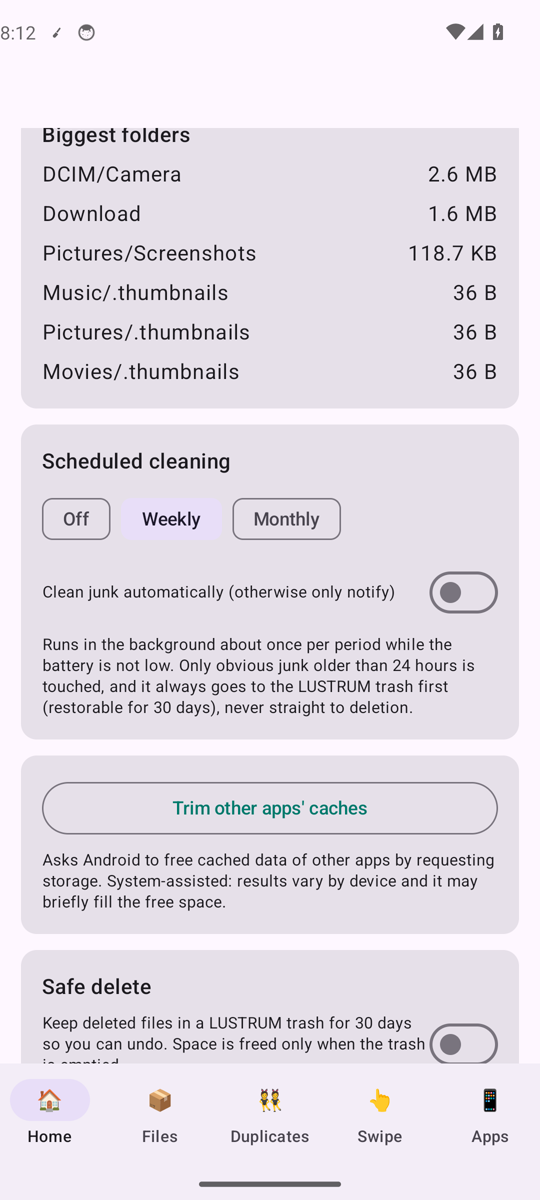 8:12
Biggest folders
DCIM/Camera 2.6 MB
Download 1.6 MB
Pictures/Screenshots 118.7 KB
Music/.thumbnails 36 B
Pictures/.thumbnails 36 B
Movies/.thumbnails 36 B
Scheduled cleaning
Off Weekly Monthly
Clean junk automatically (otherwise only notify)
Runs in the background about once per period while the
battery is not low. Only obvious junk older than 24 hours is
touched, and it always goes to the LUSTRUM trash first
(restorable for 30 days), never straight to deletion.
Trim other apps' caches
Asks Android to free cached data of other apps by requesting
storage. System-assisted: results vary by device and it may
briefly fill the free space.
Safe delete
Keep deleted files in a LUSTRUM trash for 30 days
so you can undo. Space is freed only when the trash
is emptied.
Home Files Duplicates Swipe Apps